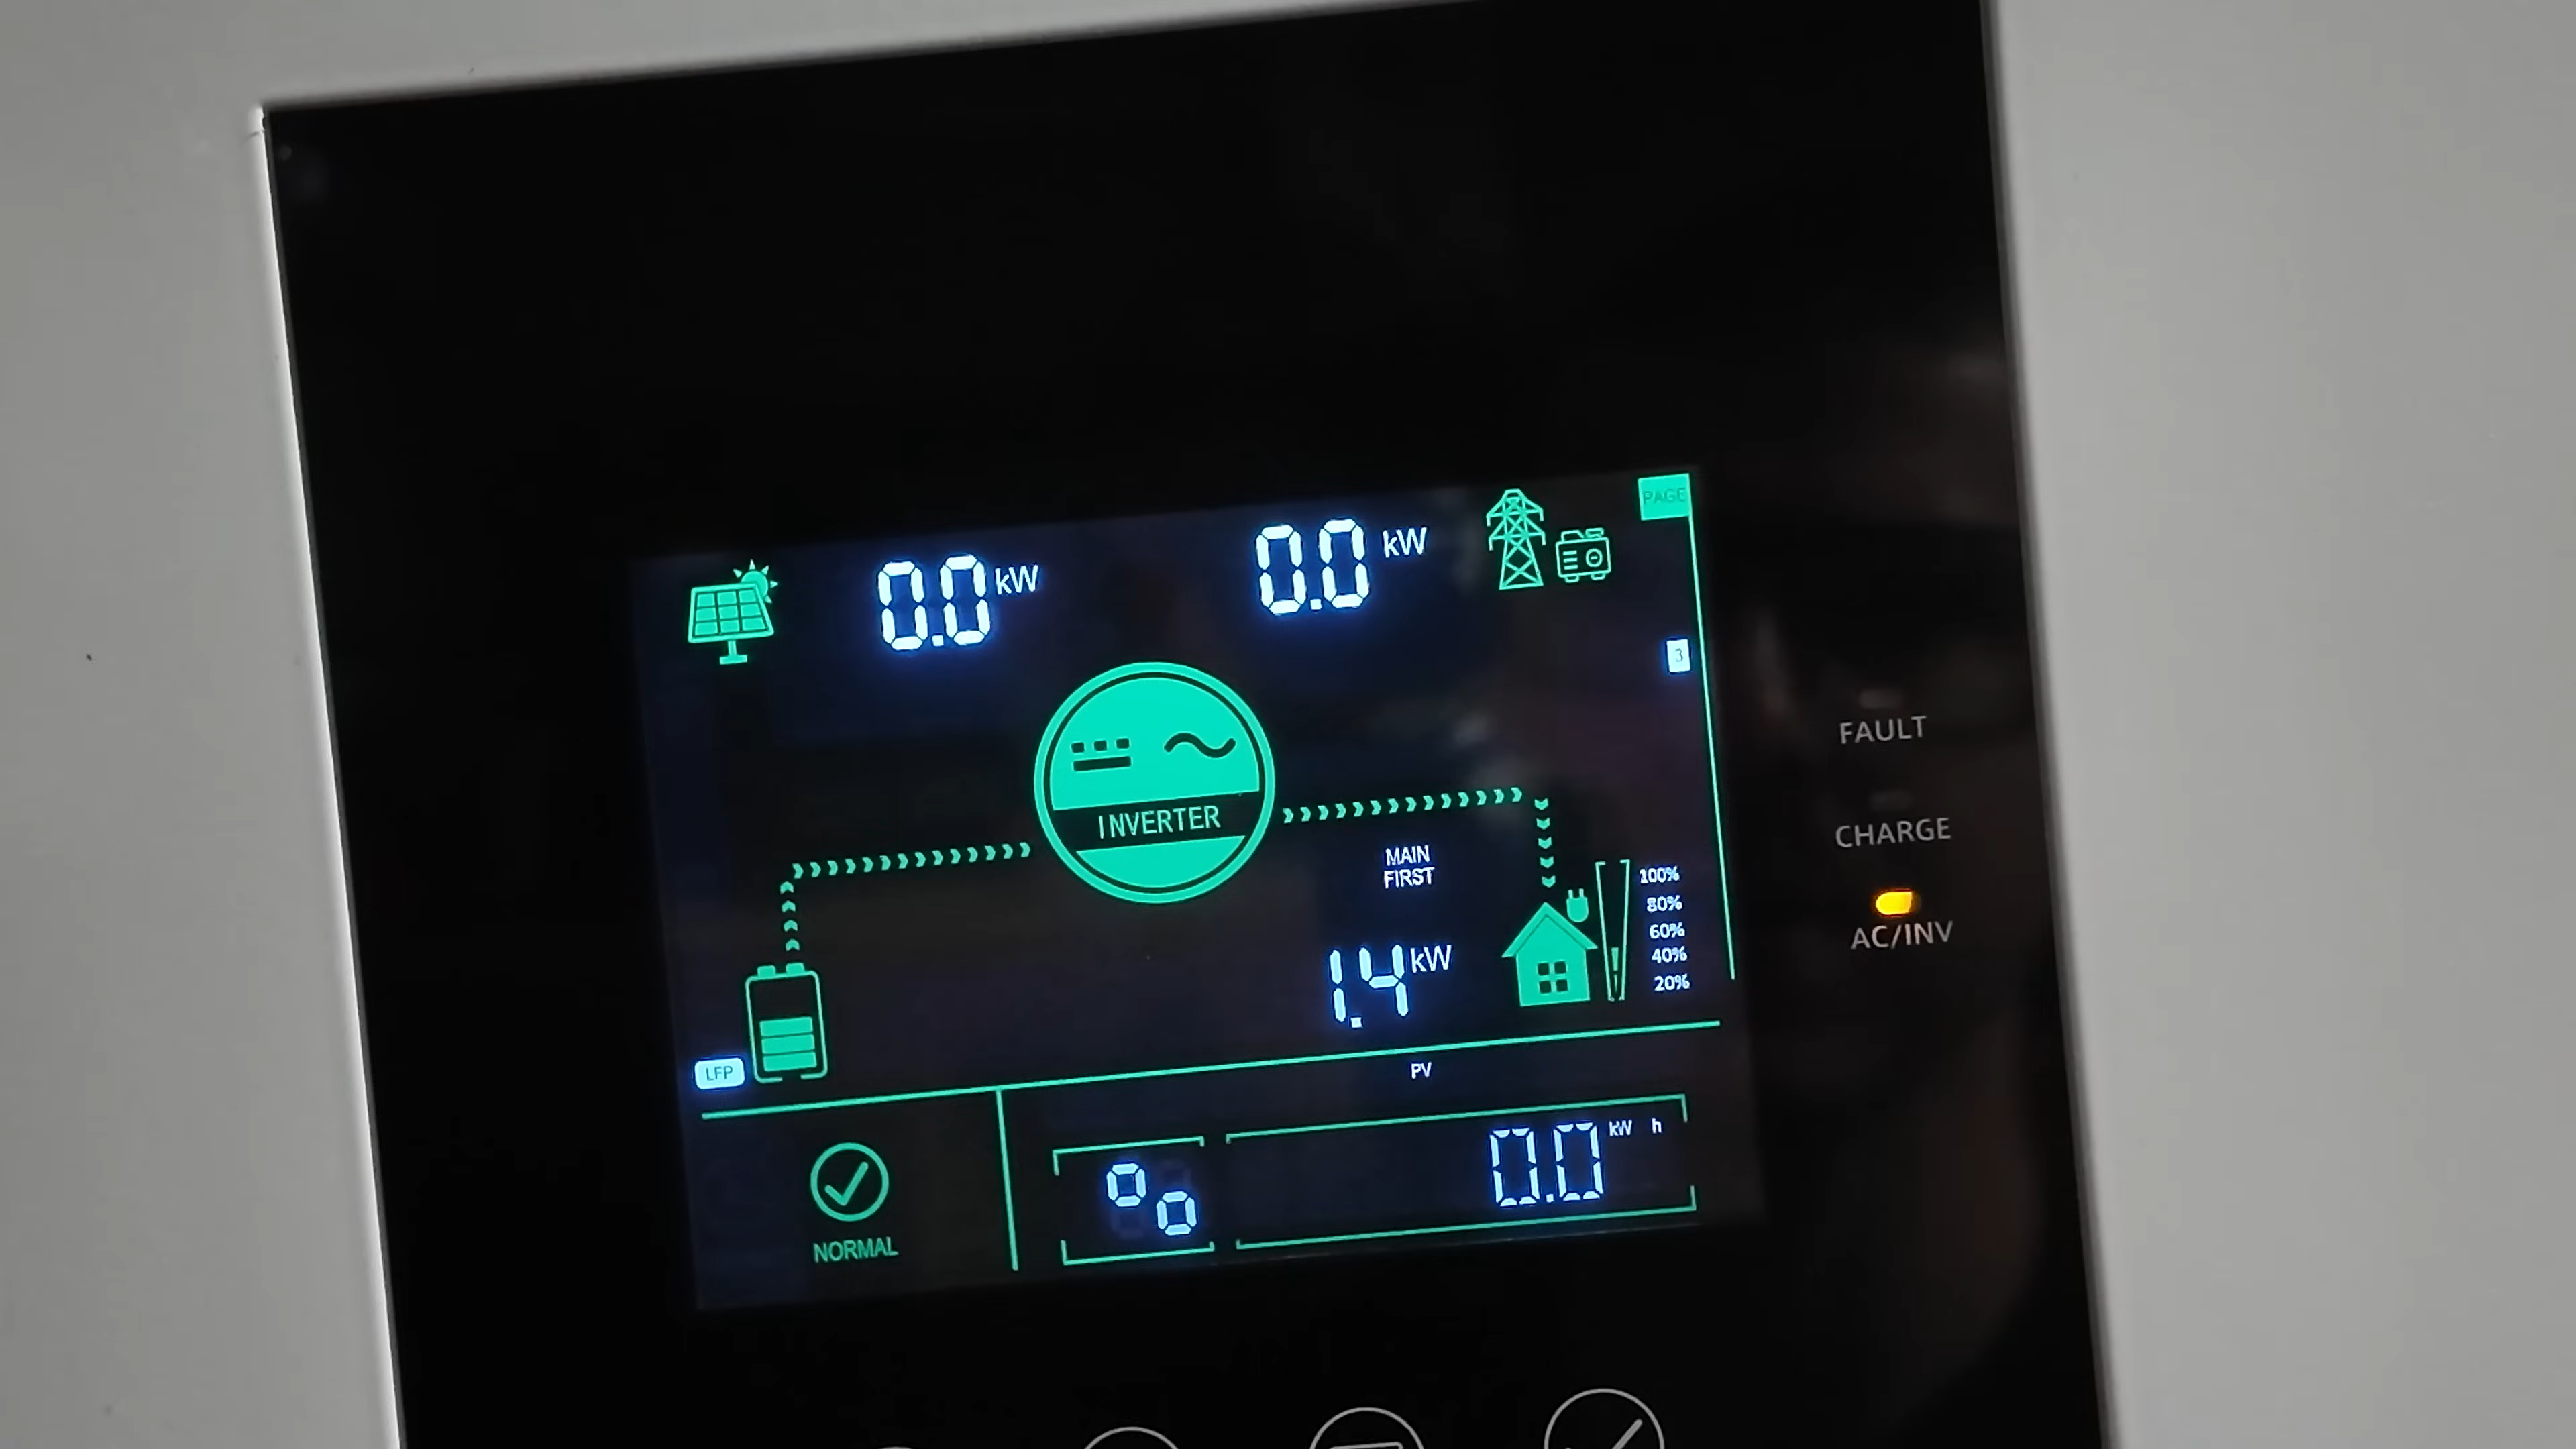 PAGE
0.0 kW
0.0 kW
3
INVERTER
FAULT
CHARGE
AC/INV
MAIN
FIRST
100%
80%
60%
40%
20%
1.4 kW
LFP
PV
NORMAL
0.0 kW h